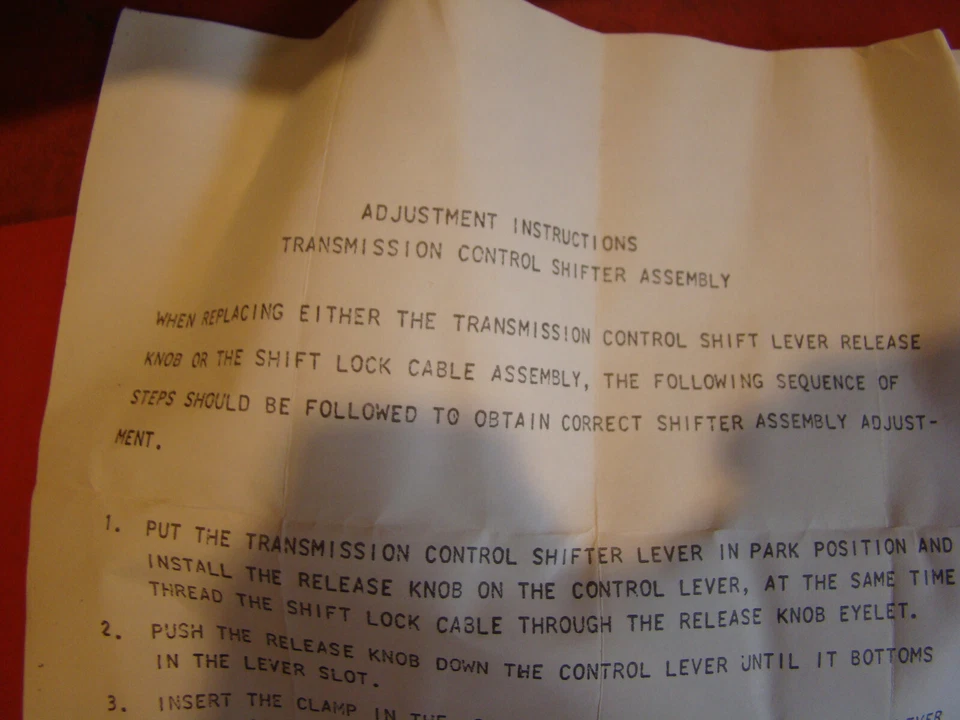 ADJUSTMENT INSTRUCTIONS
TRANSMISSION CONTROL SHIFTER ASSEMBLY
WHEN REPLACING EITHER THE TRANSMISSION CONTROL SHIFT LEVER RELEASE
KNOB OR THE SHIFT LOCK CABLE ASSEMBLY, THE FOLLOWING SEQUENCE OF
STEPS SHOULD BE FOLLOWED TO OBTAIN CORRECT SHIFTER ASSEMBLY ADJUST-
MENT.
1. PUT THE TRANSMISSION CONTROL SHIFTER LEVER IN PARK POSITION AND
INSTALL THE RELEASE KNOB ON THE CONTROL LEVER, AT THE SAME TIME
THREAD THE SHIFT LOCK CABLE THROUGH THE RELEASE KNOB EYELET.
2. PUSH THE RELEASE KNOB DOWN THE CONTROL LEVER UNTIL IT BOTTOMS
IN THE LEVER SLOT.
3. INSERT THE CLAMP IN THE